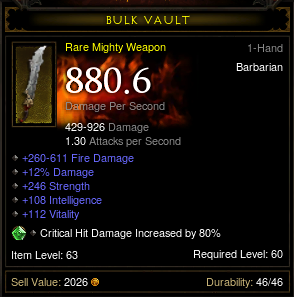 BULK VAULT
Rare Mighty Weapon
1-Hand
880.6
Barbarian
Damage Per Second
429-926 Damage
1.30 Attacks per Second
+260-611 Fire Damage
+12% Damage
+246 Strength
+108 Intelligence
+112 Vitality
Critical Hit Damage Increased by 80%
Item Level: 63
Required Level: 60
Sell Value: 2026
Durability: 46/46